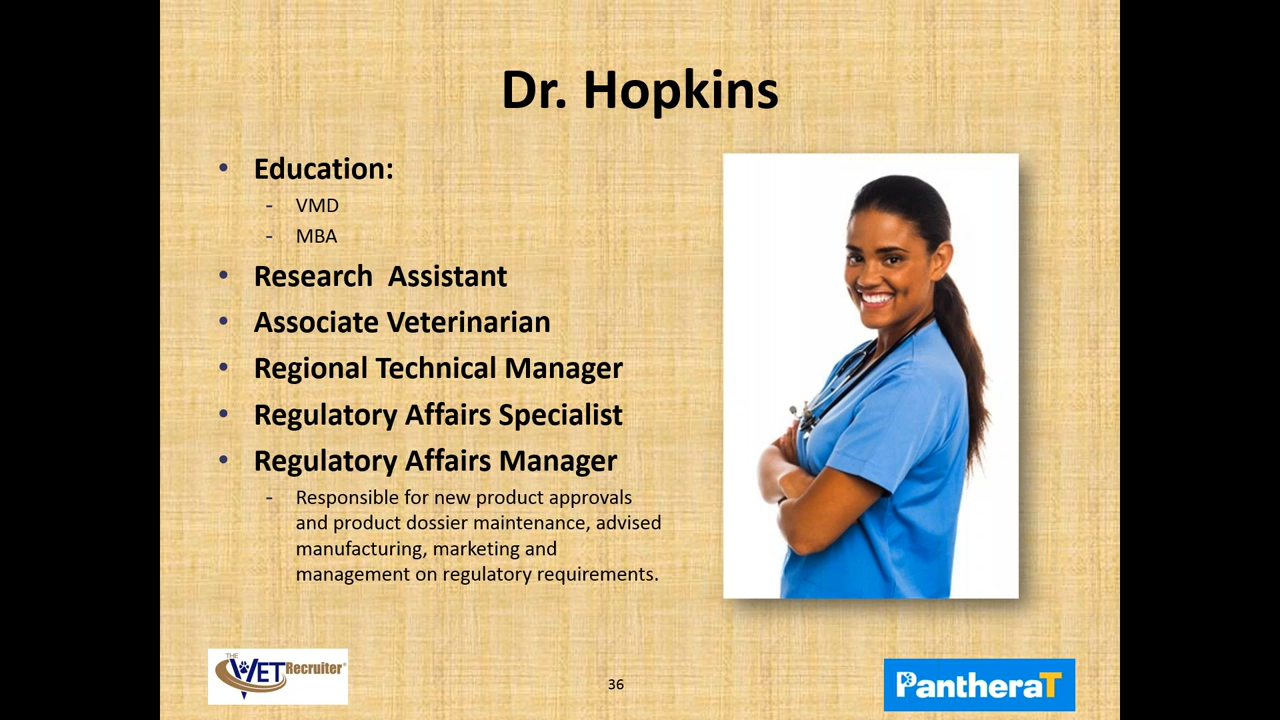 Dr. Hopkins
• Education:
- VMD
- MBA
• Research Assistant
• Associate Veterinarian
• Regional Technical Manager
• Regulatory Affairs Specialist
• Regulatory Affairs Manager
- Responsible for new product approvals
and product dossier maintenance, advised
manufacturing, marketing and
management on regulatory requirements.
THE
VET Recruiter®
36
PantheraT